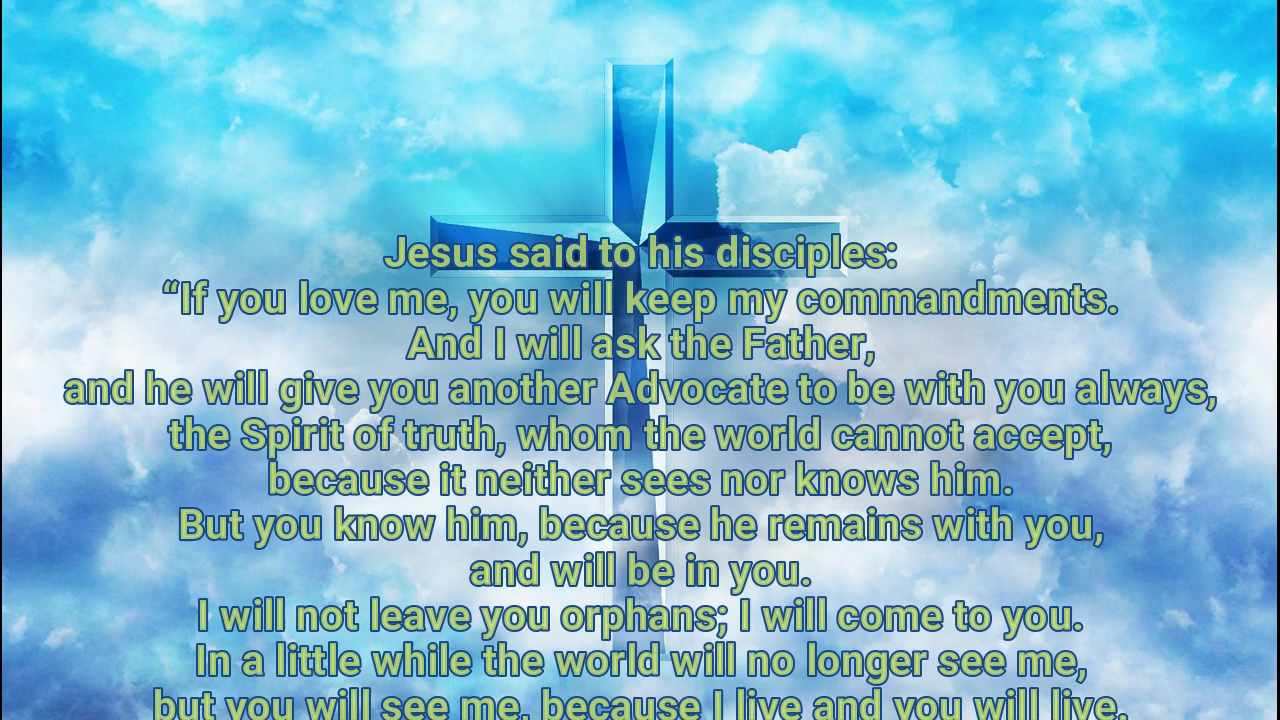 Jesus said to his disciples:
“If you love me, you will keep my commandments.
And I will ask the Father,
and he will give you another Advocate to be with you always,
the Spirit of truth, whom the world cannot accept,
because it neither sees nor knows him.
But you know him, because he remains with you,
and will be in you.
I will not leave you orphans; I will come to you.
In a little while the world will no longer see me,
but you will see me, because I live and you will live.